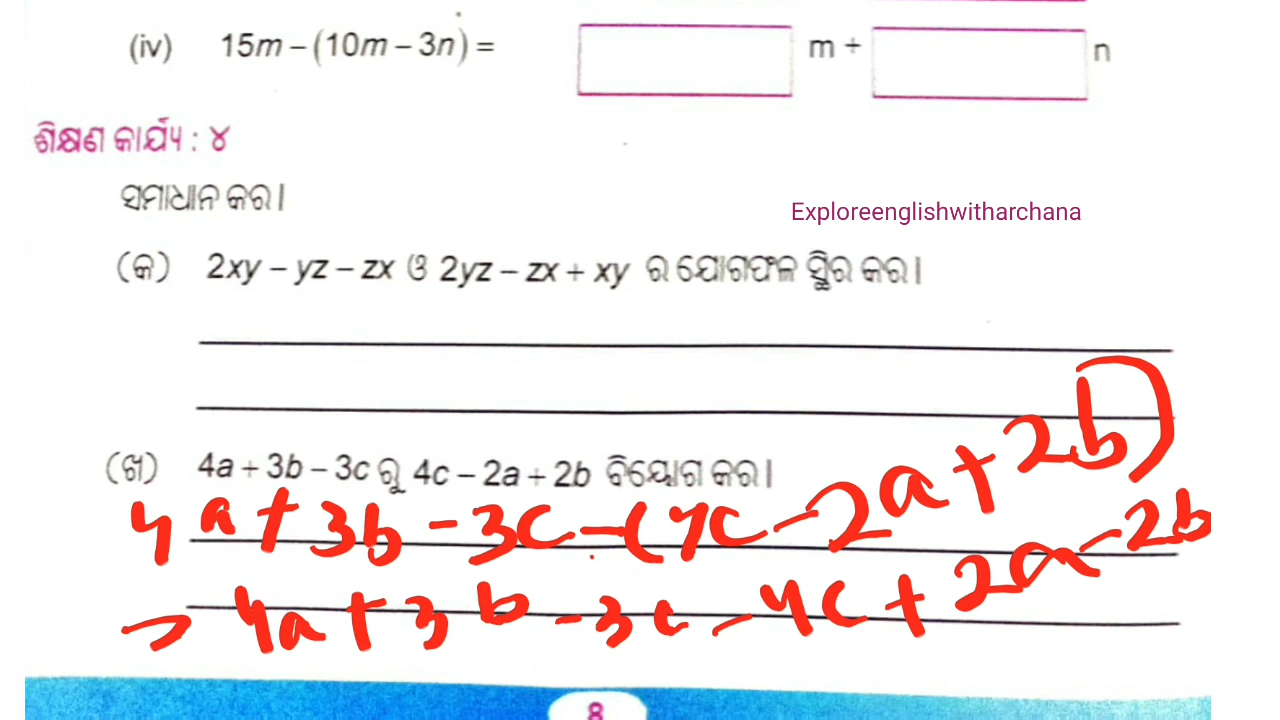 (iv) 15m – (10m – 3n) = m + n
ଶିକ୍ଷଣ କାର୍ଯ୍ୟ : ୪
ସମାଧାନ କର।
Exploreenglishwitharchana
(କ) 2xy – yz – zx ଓ 2yz – zx + xy ର ଯୋଗଫଳ ସ୍ଥିର କର।
(ଖ) 4a + 3b – 3c ରୁ 4c – 2a + 2b ବିୟୋଗ କର।
4a + 3b - 3c - (4c - 2a + 2b)
⇒ 4a + 3b - 3c - 4c + 2a - 2b
8